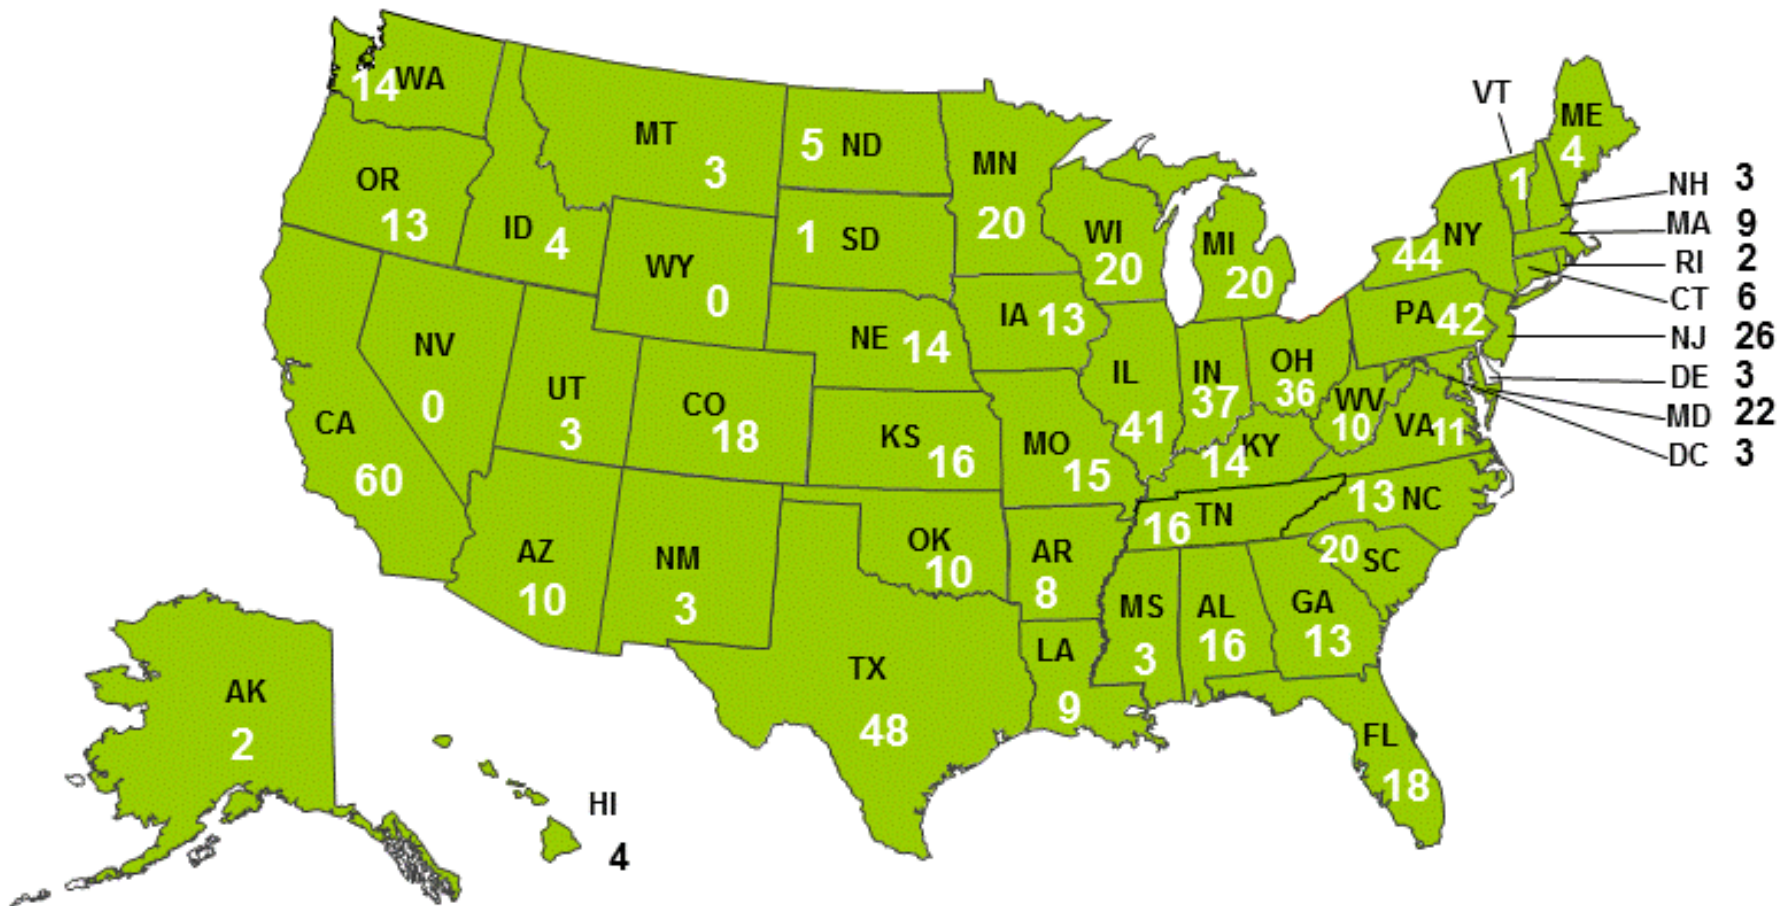 WA
14
OR
13
CA
60
ID
4
NV
0
MT
3
WY
0
UT
3
AZ
10
CO
18
NM
3
ND
5
SD
1
NE
14
KS
16
OK
10
TX
48
MN
20
IA
13
MO
15
AR
8
LA
9
WI
20
IL
41
MI
20
IN
37
OH
36
KY
14
TN
16
MS
3
AL
16
GA
13
FL
18
SC
20
NC
13
VA
11
WV
10
PA
42
NY
44
VT
1
ME
4
NH 3
MA 9
RI 2
CT 6
NJ 26
DE 3
MD 22
DC 3
AK
2
HI
4